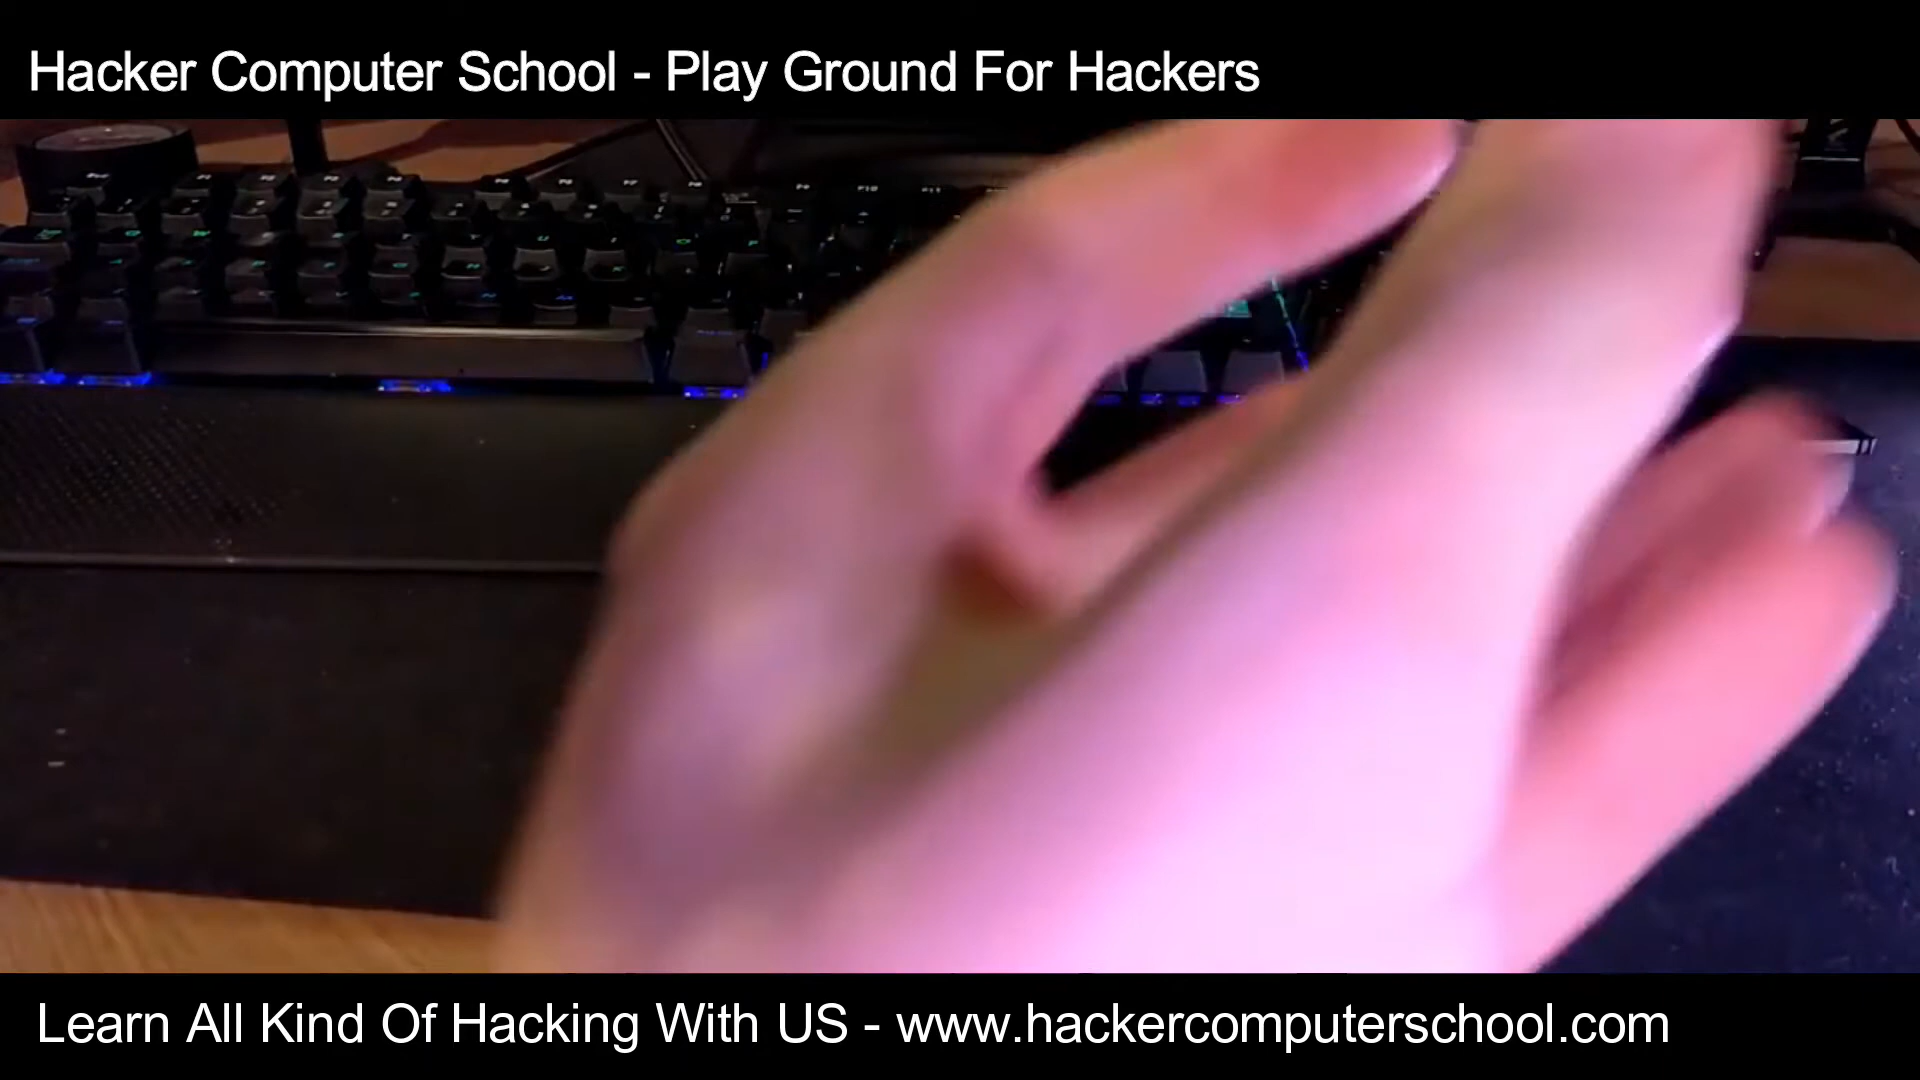 Hacker Computer School - Play Ground For Hackers
Learn All Kind Of Hacking With US - www.hackercomputerschool.com